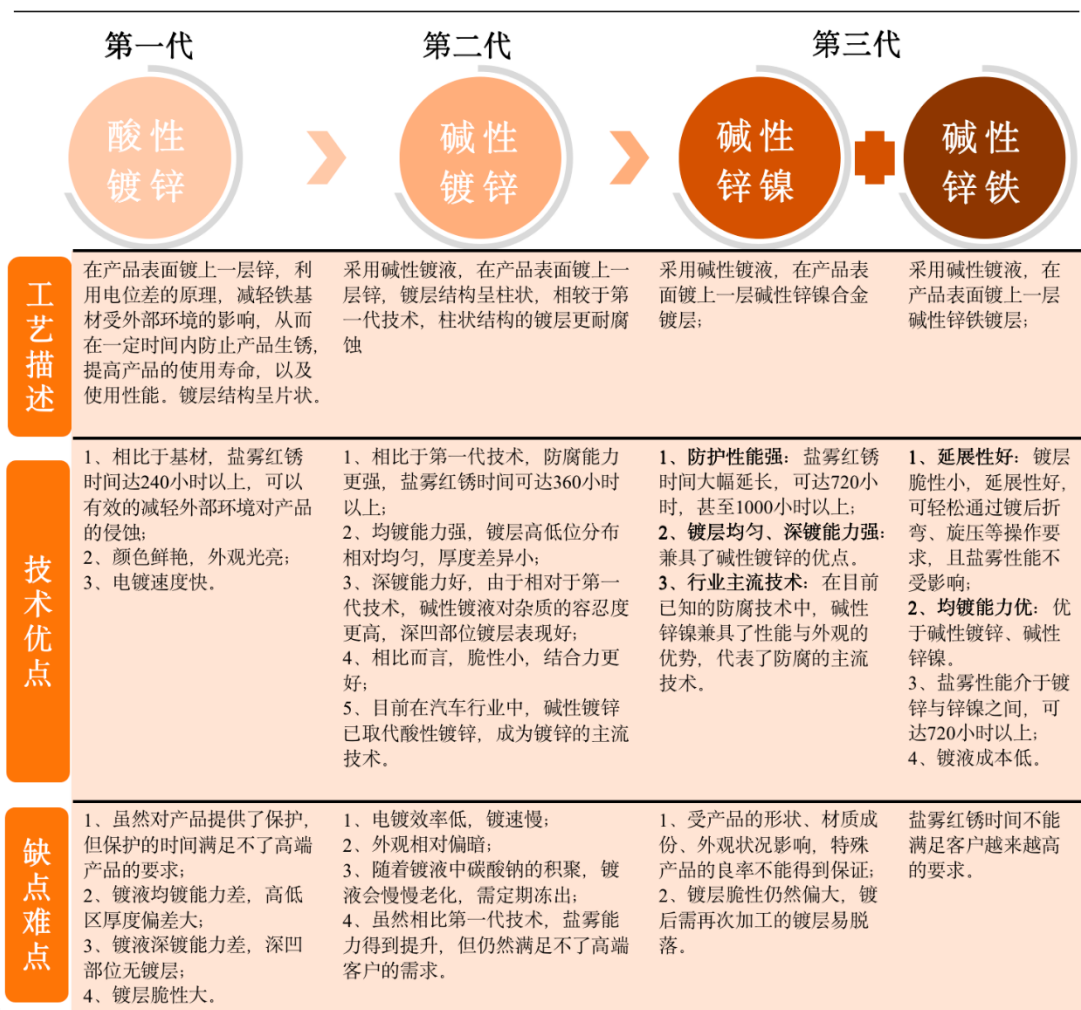 第一代
第二代
第三代
酸性
镀锌
碱性
镀锌
碱性
锌镍
碱性
锌铁
工艺描述
在产品表面镀上一层锌，利
用电位差的原理，减轻铁基
材受外部环境的影响，从而
在一定时间内防止产品生锈，
提高产品的使用寿命，以及
使用性能。镀层结构呈片状。
采用碱性镀液，在产品表面镀上一
层锌，镀层结构呈柱状，相较于第
一代技术，柱状结构的镀层更耐腐
蚀
采用碱性镀液，在产品表
面镀上一层碱性锌镍合金
镀层；
采用碱性镀液，在
产品表面镀上一层
碱性锌铁镀层；
技术优点
1、相比于基材，盐雾红锈
时间达240小时以上，可以
有效的减轻外部环境对产品
的侵蚀；
2、颜色鲜艳，外观光亮；
3、电镀速度快。
1、相比于第一代技术，防腐能力
更强，盐雾红锈时间可达360小时
以上；
2、均镀能力强，镀层高低位分布
相对均匀，厚度差异小；
3、深镀能力好，由于相对于第一
代技术，碱性镀液对杂质的容忍度
更高，深凹部位镀层表现好；
4、相比而言，脆性小，结合力更
好；
5、目前在汽车行业中，碱性镀锌
已取代酸性镀锌，成为镀锌的主流
技术。
1、防护性能强：盐雾红锈
时间大幅延长，可达720小
时，甚至1000小时以上；
2、镀层均匀、深镀能力强：
兼具了碱性镀锌的优点。
3、行业主流技术：在目前
已知的防腐技术中，碱性
锌镍兼具了性能与外观的
优势，代表了防腐的主流
技术。
1、延展性好：镀层
脆性小，延展性好，
可轻松通过镀后折
弯、旋压等操作要
求，且盐雾性能不
受影响；
2、均镀能力优：优
于碱性镀锌、碱性
锌镍。
3、盐雾性能介于镀
锌与锌镍之间，可
达720小时以上；
4、镀液成本低。
缺点难点
1、虽然对产品提供了保护，
但保护的时间满足不了高端
产品的要求；
2、镀液均镀能力差，高低
区厚度偏差大；
3、镀液深镀能力差，深凹
部位无镀层；
4、镀层脆性大。
1、电镀效率低，镀速慢；
2、外观相对偏暗；
3、随着镀液中碳酸钠的积聚，镀
液会慢慢老化，需定期冻出；
4、虽然相比第一代技术，盐雾能
力得到提升，但仍然满足不了高端
客户的需求。
1、受产品的形状、材质成
份、外观状况影响，特殊
产品的良率不能得到保证；
2、镀层脆性仍然偏大，镀
后需再次加工的镀层易脱
落。
盐雾红锈时间不能
满足客户越来越高
的要求。